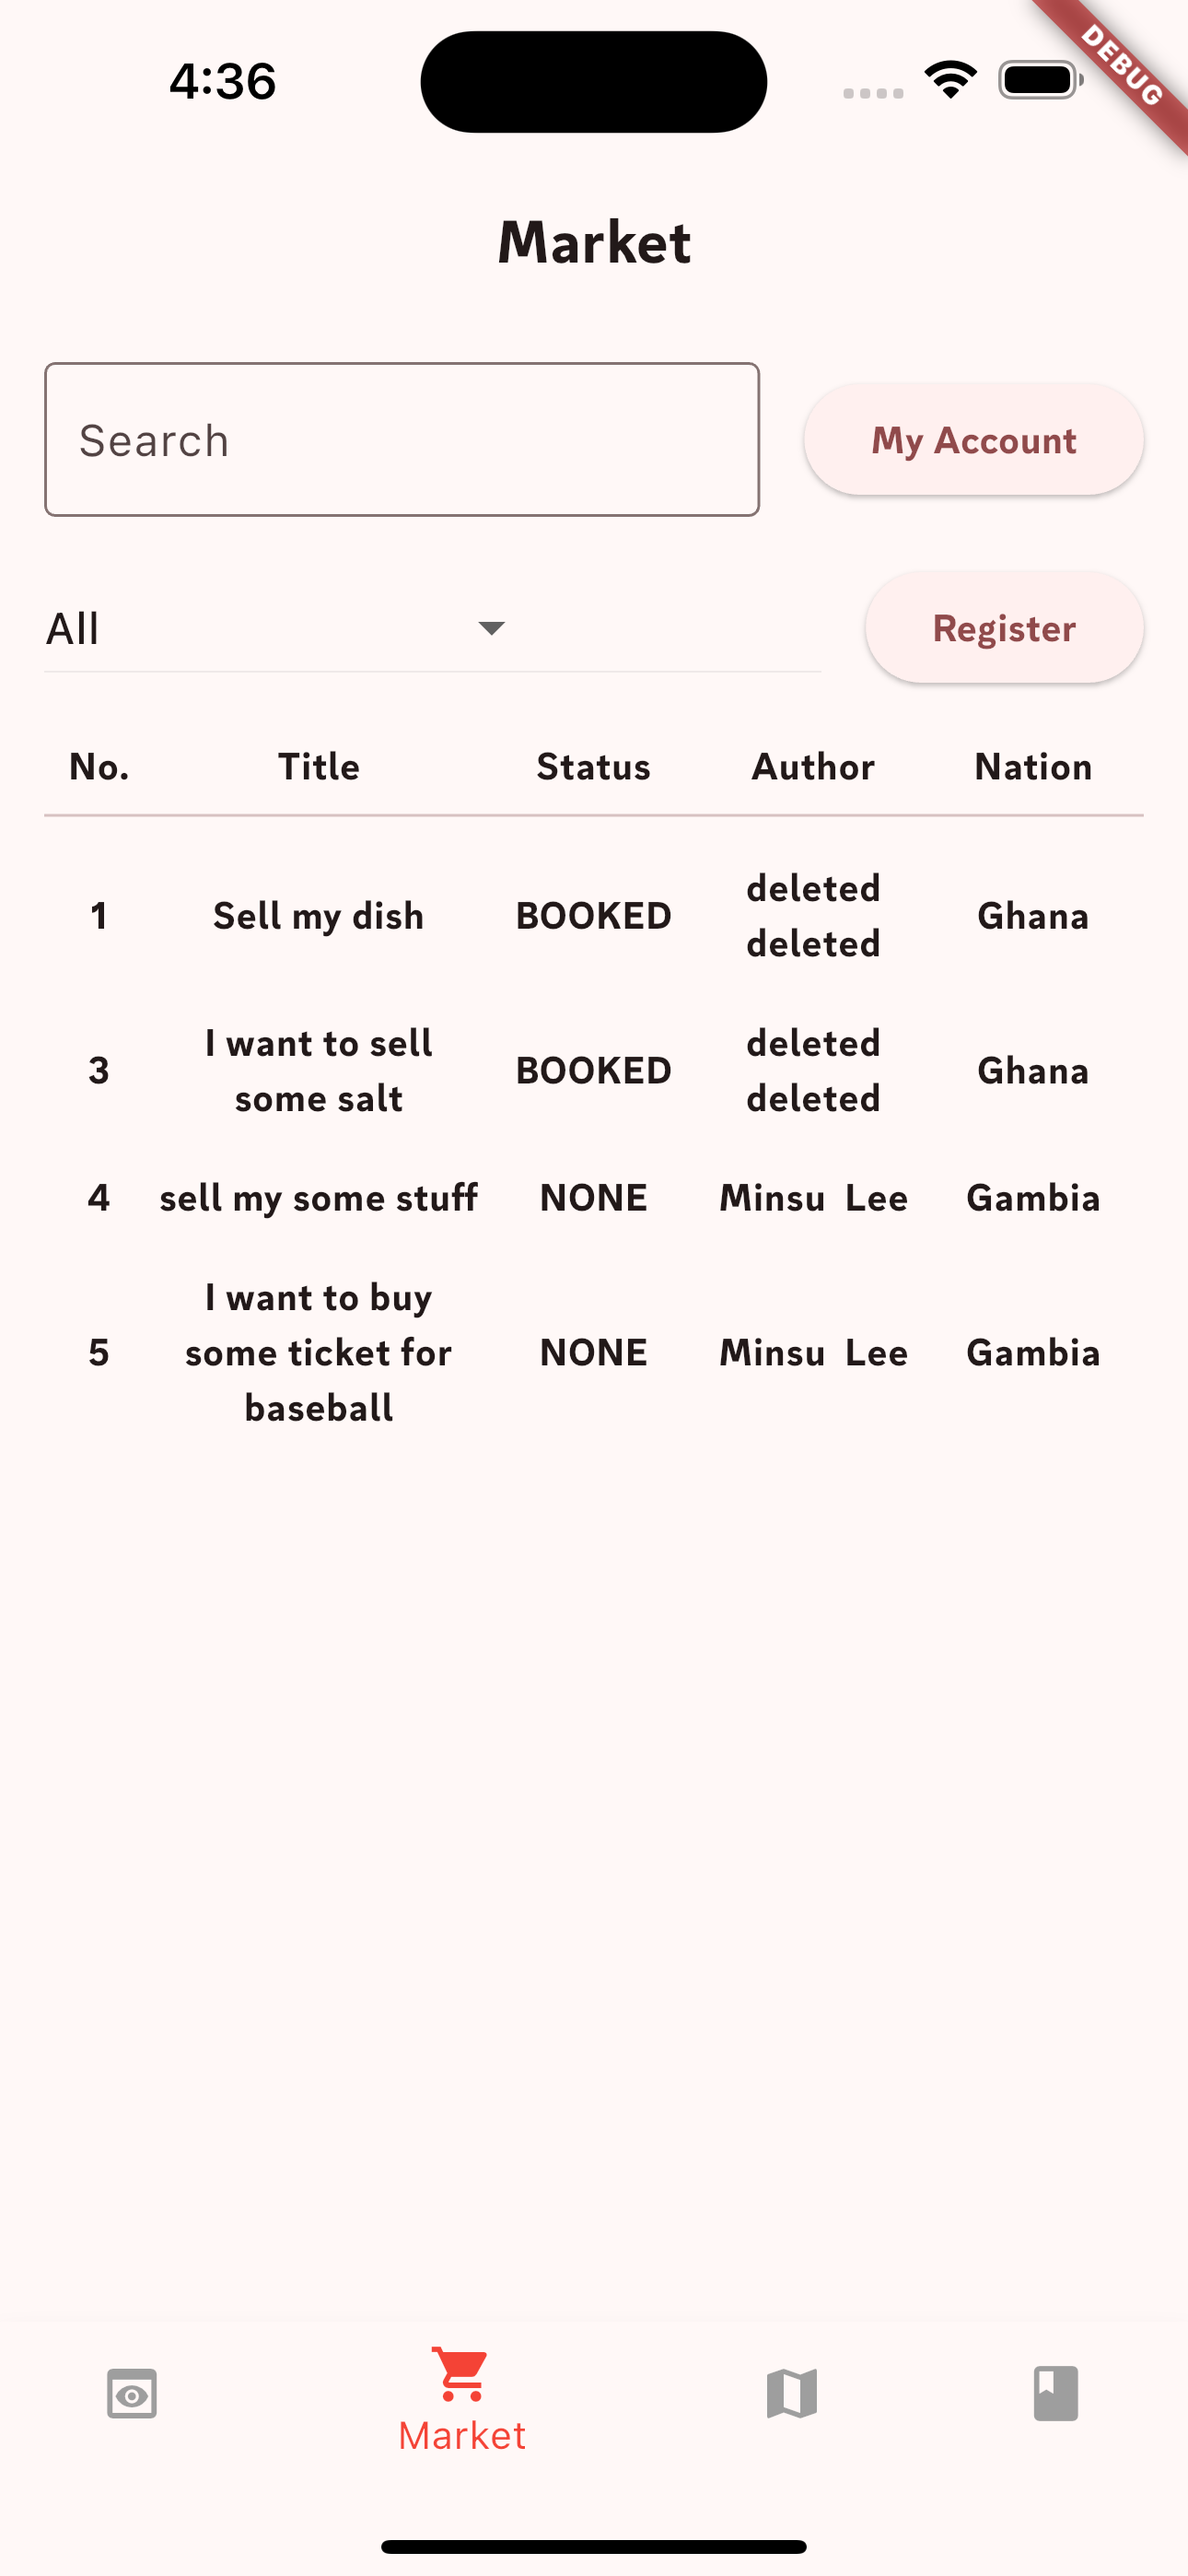 4:36
DEBUG
Market
Search
My Account
All
Register
No. Title Status Author Nation
1 Sell my dish BOOKED deleted deleted Ghana
3 I want to sell some salt BOOKED deleted deleted Ghana
4 sell my some stuff NONE Minsu Lee Gambia
5 I want to buy some ticket for baseball NONE Minsu Lee Gambia
Market